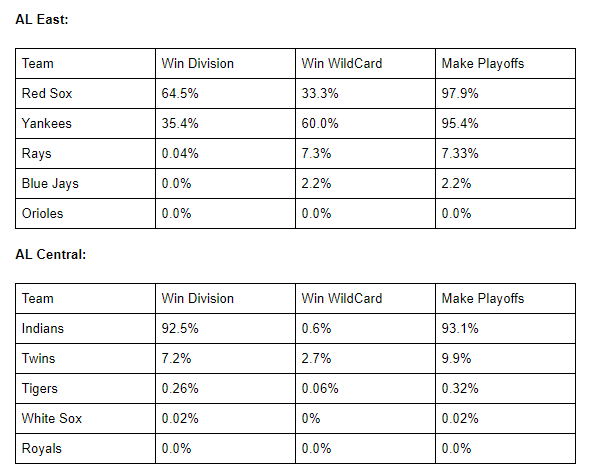 AL East:
Team Win Division Win WildCard Make Playoffs
Red Sox 64.5% 33.3% 97.9%
Yankees 35.4% 60.0% 95.4%
Rays 0.04% 7.3% 7.33%
Blue Jays 0.0% 2.2% 2.2%
Orioles 0.0% 0.0% 0.0%
AL Central:
Team Win Division Win WildCard Make Playoffs
Indians 92.5% 0.6% 93.1%
Twins 7.2% 2.7% 9.9%
Tigers 0.26% 0.06% 0.32%
White Sox 0.02% 0% 0.02%
Royals 0.0% 0.0% 0.0%